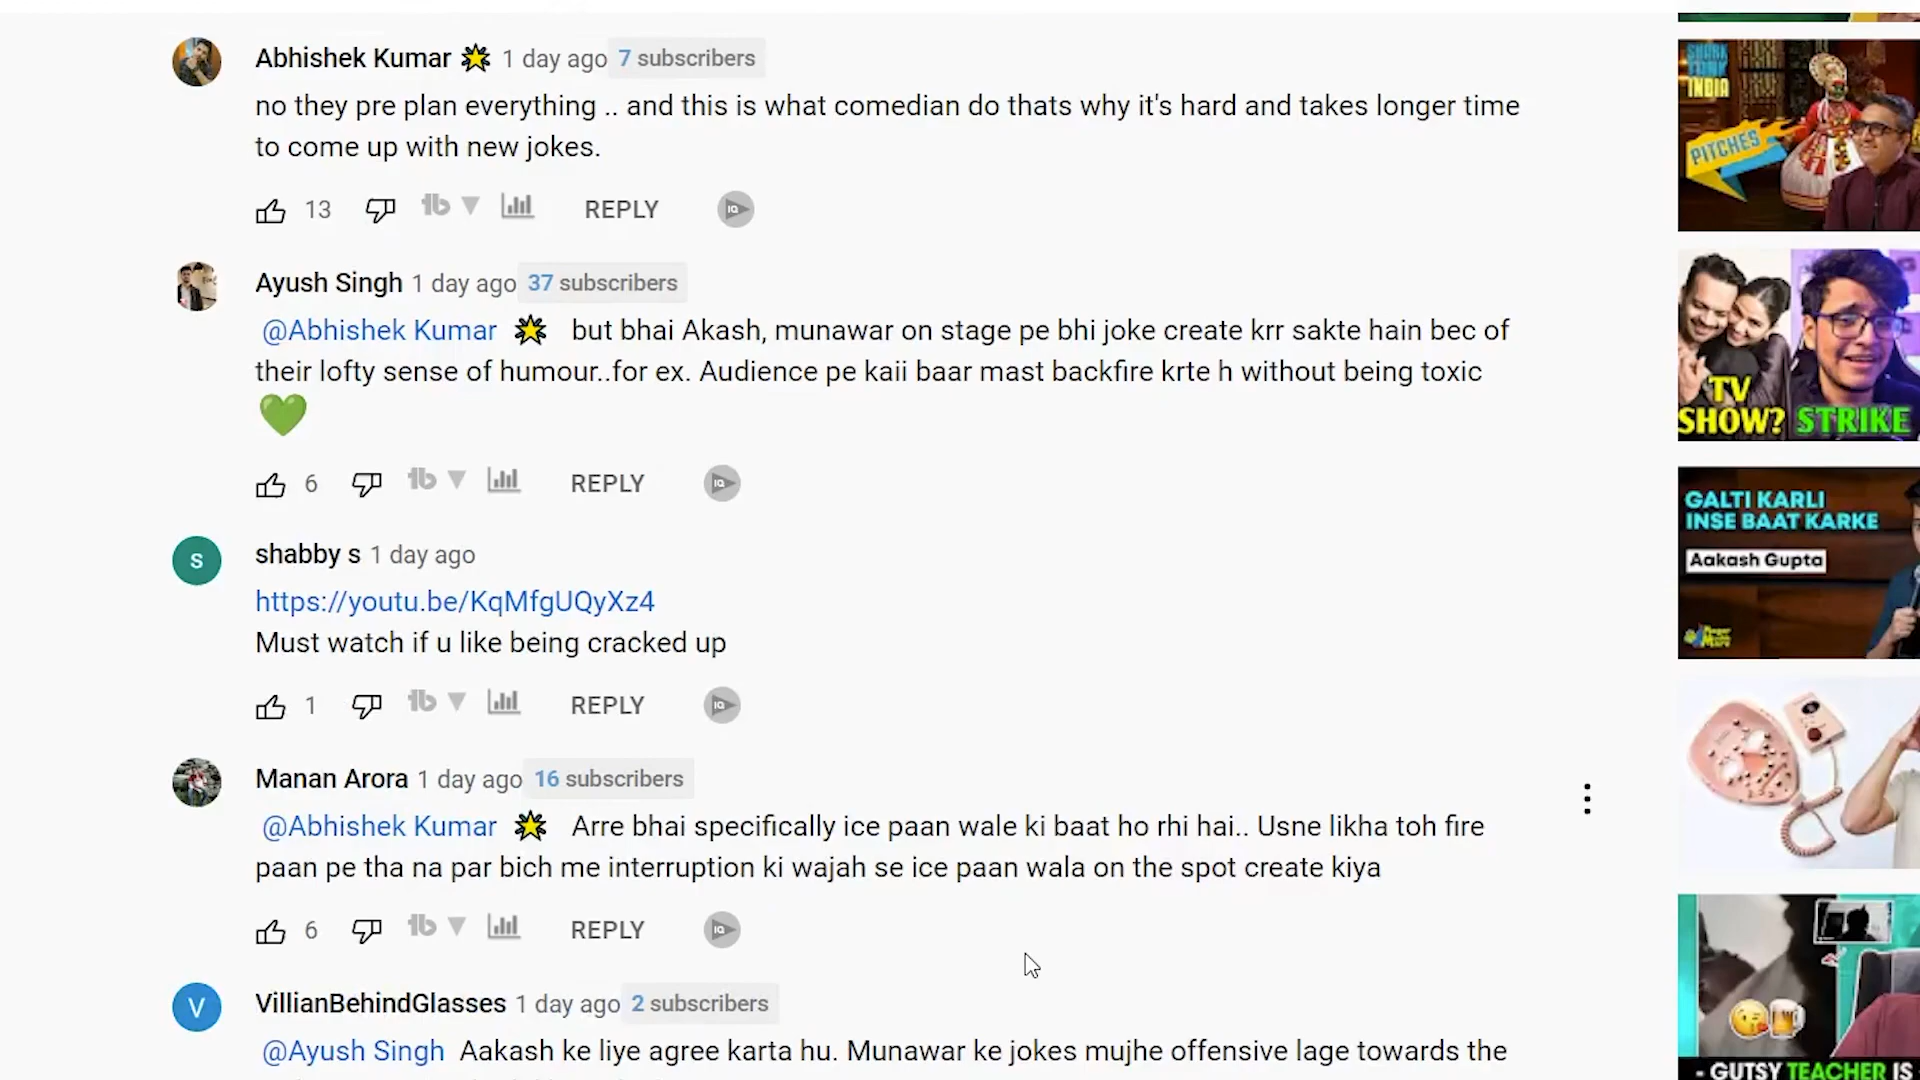 Abhishek Kumar 1 day ago 7 subscribers
no they pre plan everything .. and this is what comedian do thats why it's hard and takes longer time
to come up with new jokes.
13 REPLY
Ayush Singh 1 day ago 37 subscribers
@Abhishek Kumar but bhai Akash, munawar on stage pe bhi joke create krr sakte hain bec of
their lofty sense of humour..for ex. Audience pe kaii baar mast backfire krte h without being toxic
💚
6 REPLY
S shabby s 1 day ago
https://youtu.be/KqMfgUQyXz4
Must watch if u like being cracked up
1 REPLY
Manan Arora 1 day ago 16 subscribers
@Abhishek Kumar Arre bhai specifically ice paan wale ki baat ho rhi hai.. Usne likha toh fire
paan pe tha na par bich me interruption ki wajah se ice paan wala on the spot create kiya
6 REPLY
V VillianBehindGlasses 1 day ago 2 subscribers
@Ayush Singh Aakash ke liye agree karta hu. Munawar ke jokes mujhe offensive lage towards the
SHARK
TANK
INDIA
PITCHES
TV
SHOW? STRIKE
GALTI KARLI
INSE BAAT KARKE
Aakash Gupta
- GUTSY TEACHER IS